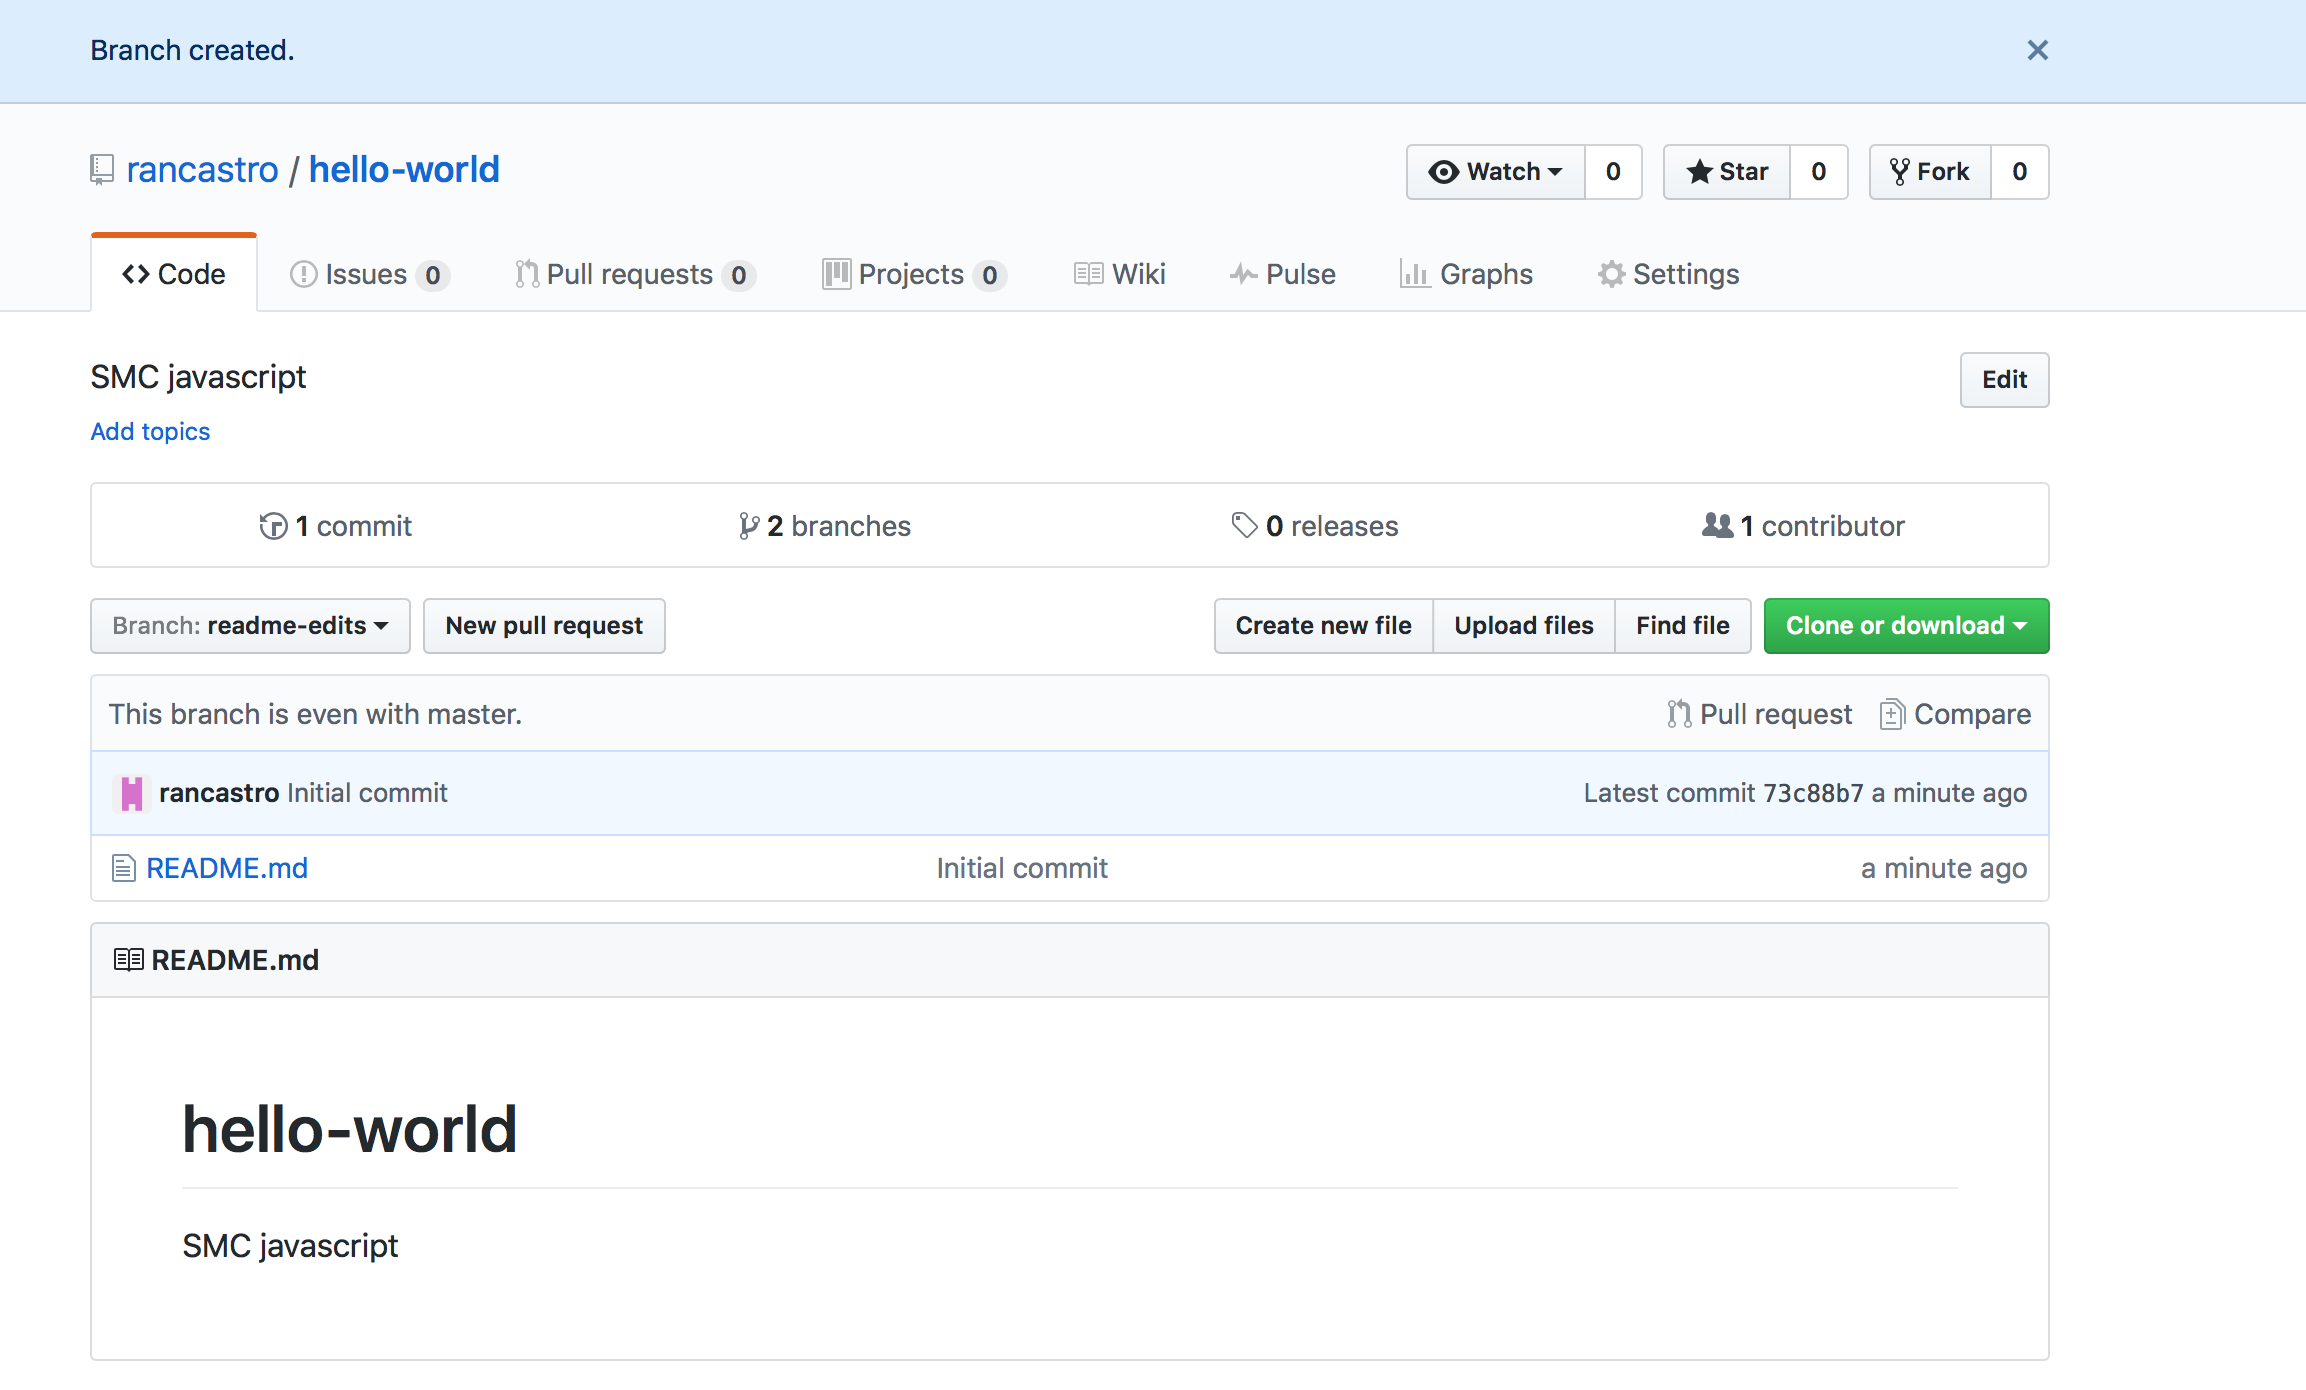 Branch created.
rancastro / hello-world
Watch 0 Star 0 Fork 0
Code Issues 0 Pull requests 0 Projects 0 Wiki Pulse Graphs Settings
SMC javascript Edit
Add topics
1 commit 2 branches 0 releases 1 contributor
Branch: readme-edits New pull request Create new file Upload files Find file Clone or download
This branch is even with master. Pull request Compare
rancastro Initial commit Latest commit 73c88b7 a minute ago
README.md Initial commit a minute ago
README.md
hello-world
SMC javascript